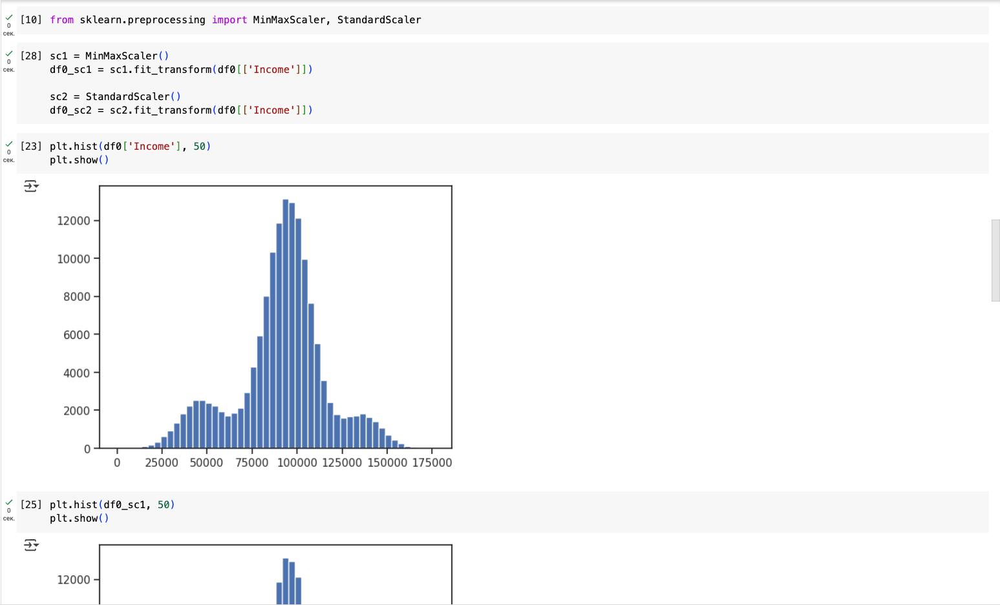 [10] from sklearn.preprocessing import MinMaxScaler, StandardScaler
0
сек.
[28] sc1 = MinMaxScaler()
0
сек.
df0_sc1 = sc1.fit_transform(df0[['Income']])
sc2 = StandardScaler()
df0_sc2 = sc2.fit_transform(df0[['Income']])
[23] plt.hist(df0['Income'], 50)
0
сек.
plt.show()
12000
10000
8000
6000
4000
2000
0
0 25000 50000 75000 100000 125000 150000 175000
[25] plt.hist(df0_sc1, 50)
0
сек.
plt.show()
12000